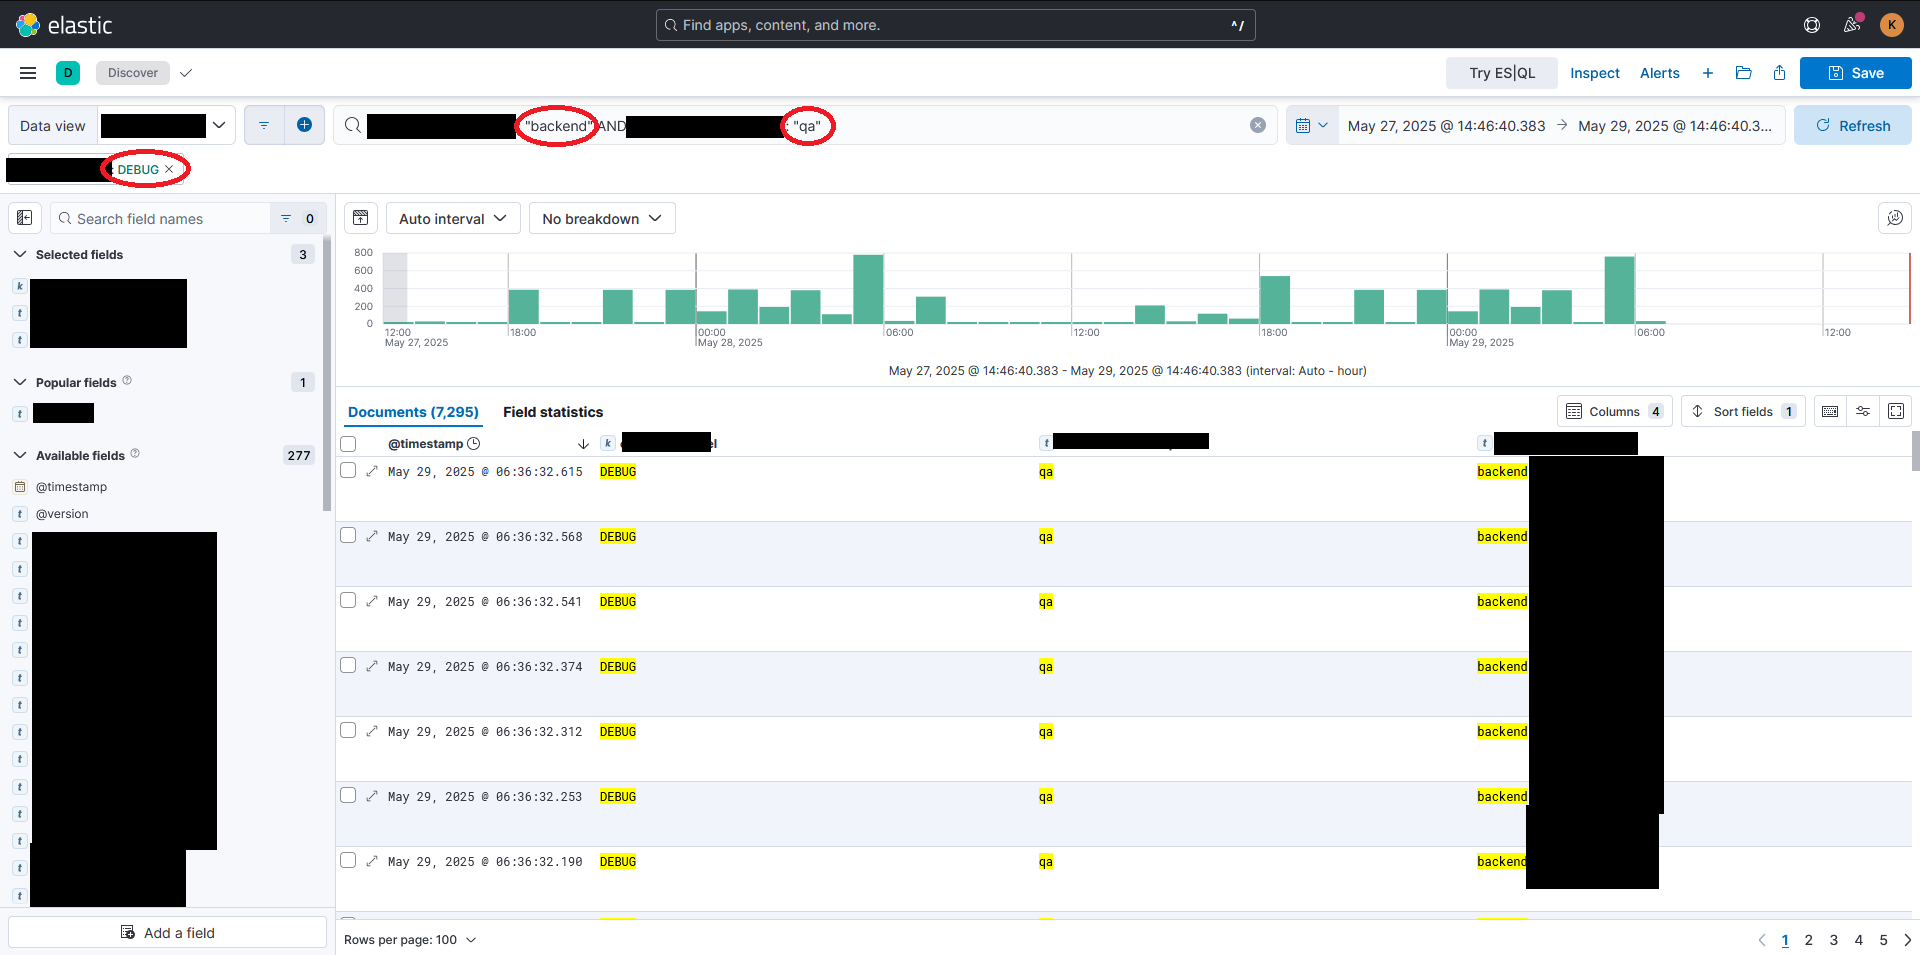 elastic
Find apps, content, and more.
^/
K
D
Discover
Try ES|QL
Inspect
Alerts
Save
Data view
"backend" AND : "qa"
May 27, 2025 @ 14:46:40.383 → May 29, 2025 @ 14:46:40.3...
Refresh
: DEBUG ×
Search field names
0
Auto interval
No breakdown
Selected fields
3
k
t
t
Popular fields
1
t
Available fields
277
@timestamp
t @version
t
t
t
t
t
t
t
t
t
t
t
t
t
t
Add a field
800
600
400
200
0
12:00
May 27, 2025
18:00
00:00
May 28, 2025
06:00
12:00
18:00
00:00
May 29, 2025
06:00
12:00
May 27, 2025 @ 14:46:40.383 - May 29, 2025 @ 14:46:40.383 (interval: Auto - hour)
Documents (7,295)
Field statistics
Columns 4
Sort fields 1
@timestamp
k
t
t
May 29, 2025 @ 06:36:32.615 DEBUG qa backend
May 29, 2025 @ 06:36:32.568 DEBUG qa backend
May 29, 2025 @ 06:36:32.541 DEBUG qa backend
May 29, 2025 @ 06:36:32.374 DEBUG qa backend
May 29, 2025 @ 06:36:32.312 DEBUG qa backend
May 29, 2025 @ 06:36:32.253 DEBUG qa backend
May 29, 2025 @ 06:36:32.190 DEBUG qa backend
Rows per page: 100
1 2 3 4 5